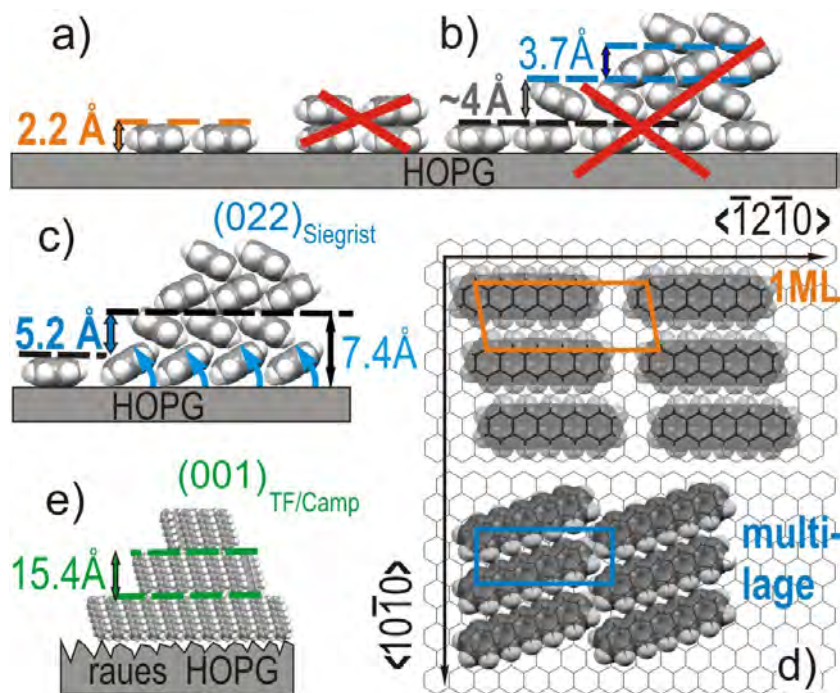 a)
2.2 Å
b)
3.7Å
~4 Å
HOPG
c)
(022)Siegrist
5.2 Å
7.4Å
HOPG
<1̅21̅0>
1ML
<101̅0>
multi-
lage
d)
e)
(001)TF/Camp
15.4Å
raues HOPG